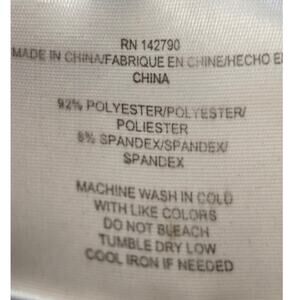 RN 142790
MADE IN CHINA/FABRIQUE EN CHINE/HECHO E
CHINA
92% POLYESTER/POLYESTER/
POLIESTER
8% SPANDEX/SPANDEX/
SPANDEX
MACHINE WASH IN COLD
WITH LIKE COLORS
DO NOT BLEACH
TUMBLE DRY LOW
COOL IRON IF NEEDED